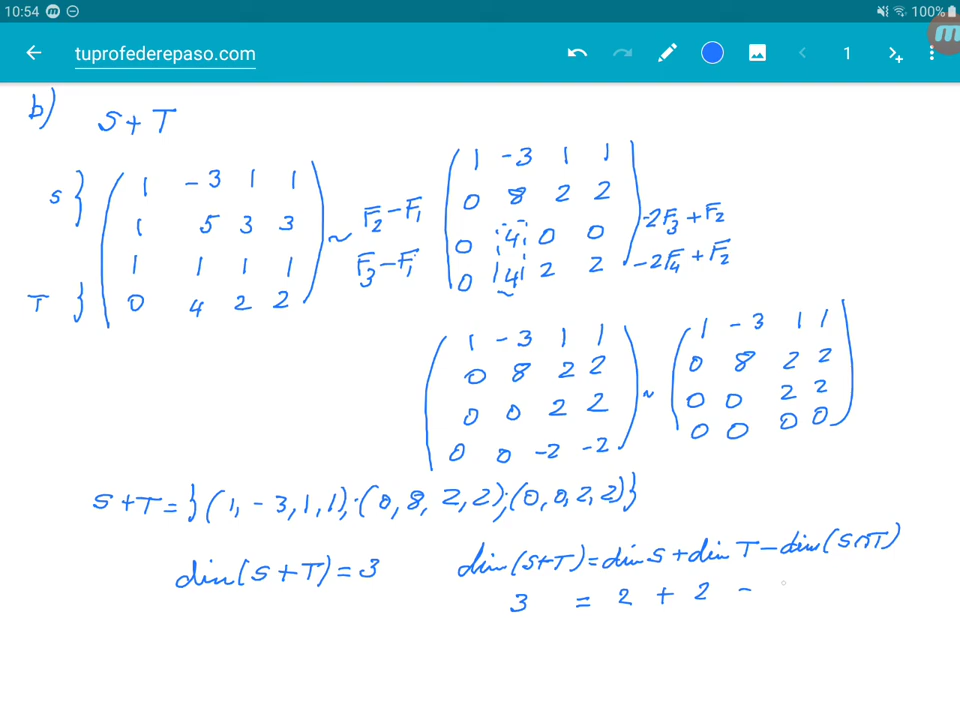 10:54 100%
tuprofederepaso.com 1
b) S+T
S 1 -3 1 1
1 5 3 3
1 1 1 1
T 0 4 2 2
~ F2-F1
F3-F1
1 -3 1 1
0 8 2 2
0 4 0 0
0 4 2 2
-2F3+F2
-2F4+F2
1 -3 1 1
0 8 2 2
0 0 2 2
0 0 -2 -2
~
1 -3 1 1
0 8 2 2
0 0 2 2
0 0 0 0
S+T={(1,-3,1,1);(0,8,2,2);(0,0,2,2)}
dim(S+T)=3
dim(S+T)=dim S+dim T-dim(S∩T)
3 = 2 + 2 -